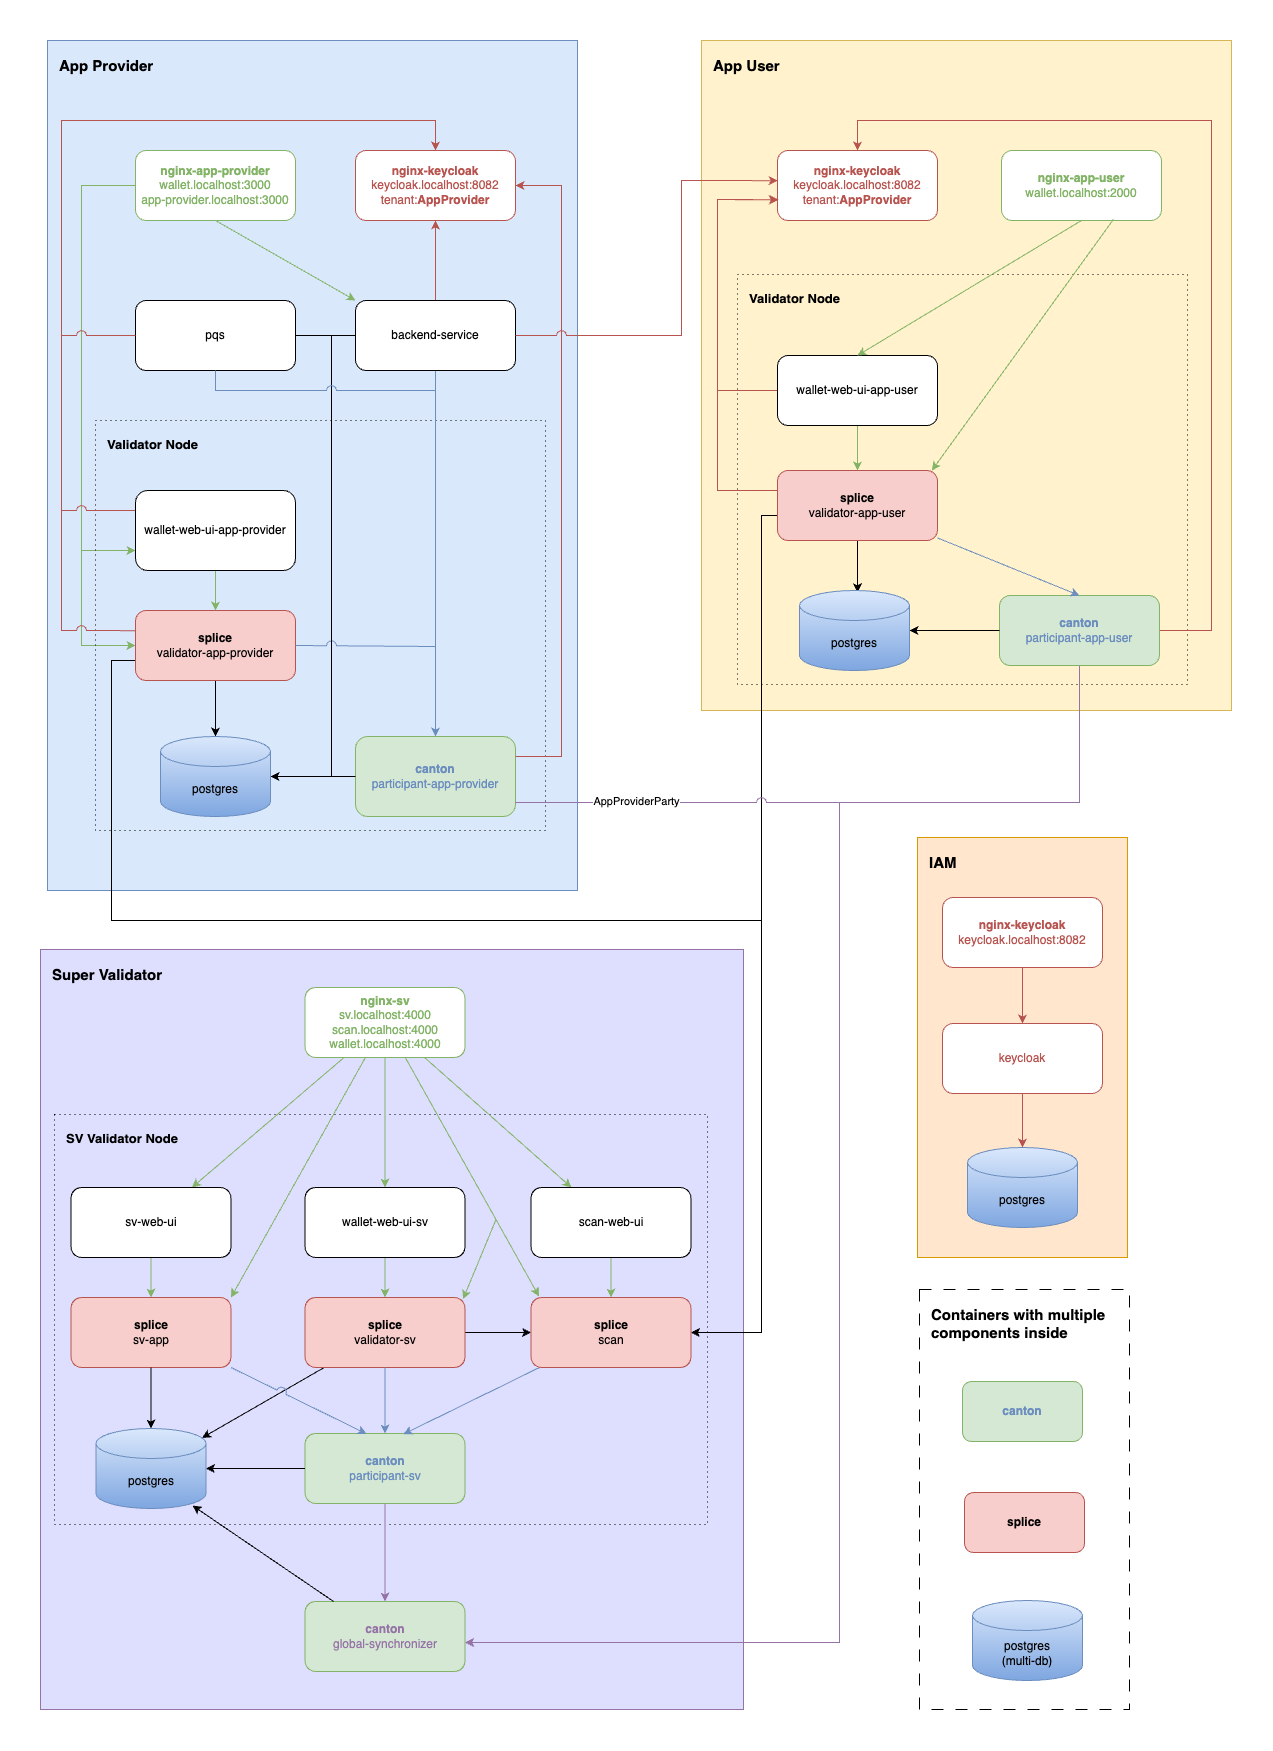 App Provider
nginx-app-provider
wallet.localhost:3000
app-provider.localhost:3000
nginx-keycloak
keycloak.localhost:8082
tenant:AppProvider
pqs
backend-service
Validator Node
wallet-web-ui-app-provider
splice
validator-app-provider
postgres
canton
participant-app-provider
AppProviderParty
App User
nginx-keycloak
keycloak.localhost:8082
tenant:AppProvider
nginx-app-user
wallet.localhost:2000
Validator Node
wallet-web-ui-app-user
splice
validator-app-user
postgres
canton
participant-app-user
IAM
nginx-keycloak
keycloak.localhost:8082
keycloak
postgres
Super Validator
nginx-sv
sv.localhost:4000
scan.localhost:4000
wallet.localhost:4000
SV Validator Node
sv-web-ui
wallet-web-ui-sv
scan-web-ui
splice
sv-app
splice
validator-sv
splice
scan
postgres
canton
participant-sv
canton
global-synchronizer
Containers with multiple
components inside
canton
splice
postgres
(multi-db)